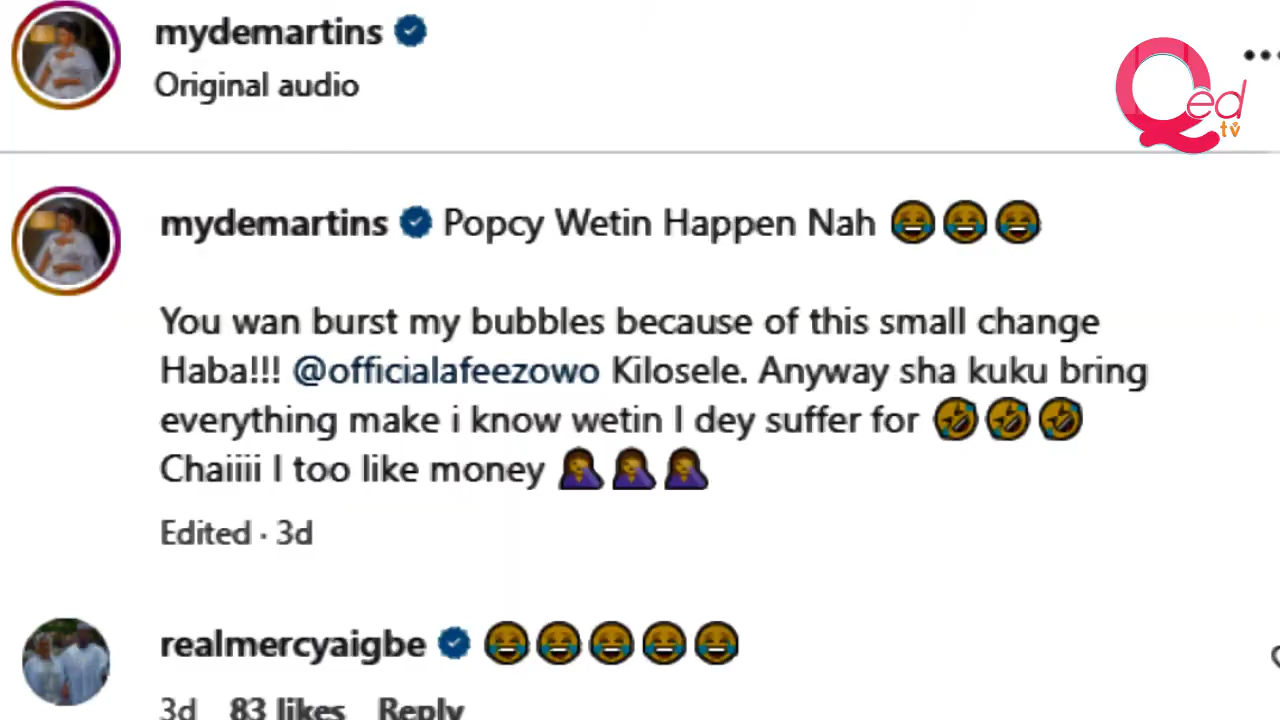 mydemartins
Original audio
Qed
tv
mydemartins Popcy Wetin Happen Nah 😂😂😂
You wan burst my bubbles because of this small change
Haba!!! @officialafeezowo Kilosele. Anyway sha kuku bring
everything make i know wetin I dey suffer for 🤣🤣🤣
Chaiiii I too like money 🤦‍♀️🤦‍♀️🤦‍♀️
Edited · 3d
realmercyaigbe 😂😂😂😂😂
3d 83 likes Reply